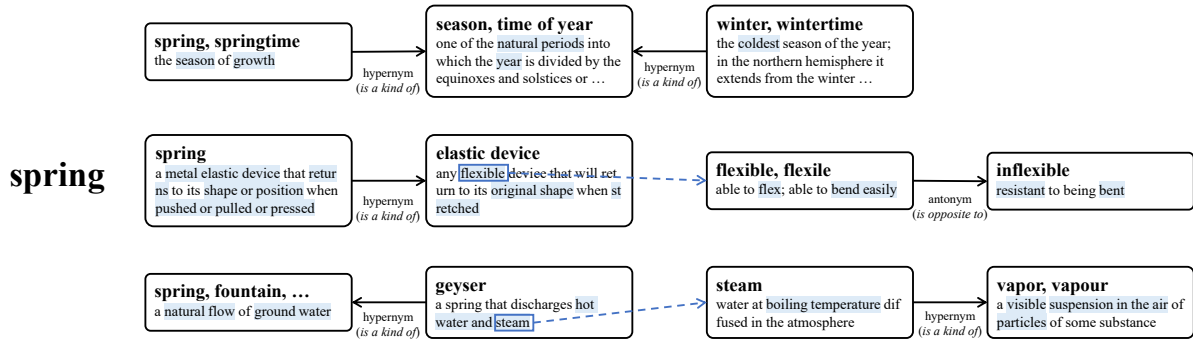 spring
spring, springtime
the season of growth
hypernym
(is a kind of)
season, time of year
one of the natural periods into
which the year is divided by the
equinoxes and solstices or …
hypernym
(is a kind of)
winter, wintertime
the coldest season of the year;
in the northern hemisphere it
extends from the winter …
spring
a metal elastic device that retur
ns to its shape or position when
pushed or pulled or pressed
hypernym
(is a kind of)
elastic device
any flexible device that will ret
urn to its original shape when st
retched
flexible, flexile
able to flex; able to bend easily
antonym
(is opposite to)
inflexible
resistant to being bent
spring, fountain, …
a natural flow of ground water
hypernym
(is a kind of)
geyser
a spring that discharges hot
water and steam
steam
water at boiling temperature dif
fused in the atmosphere
hypernym
(is a kind of)
vapor, vapour
a visible suspension in the air of
particles of some substance